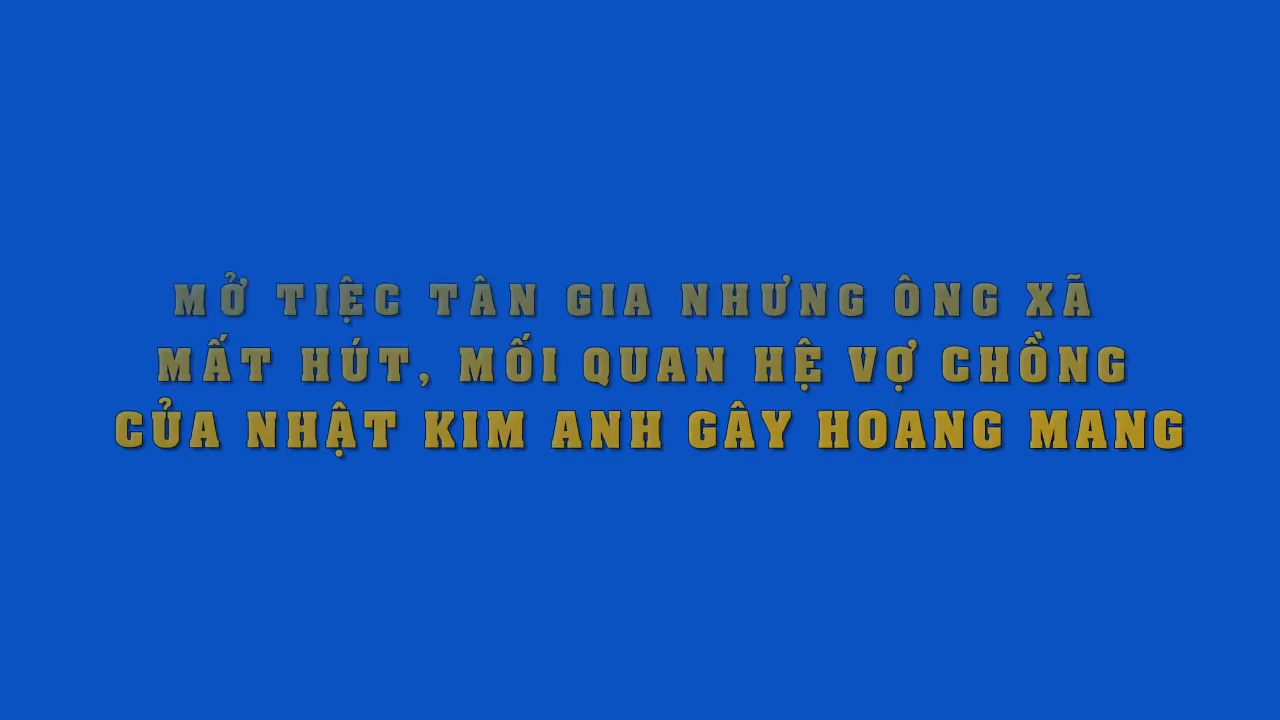 MỞ TIỆC TÂN GIA NHƯNG ÔNG XÃ
MẤT HÚT, MỐI QUAN HỆ VỢ CHỒNG
CỦA NHẬT KIM ANH GÂY HOANG MANG